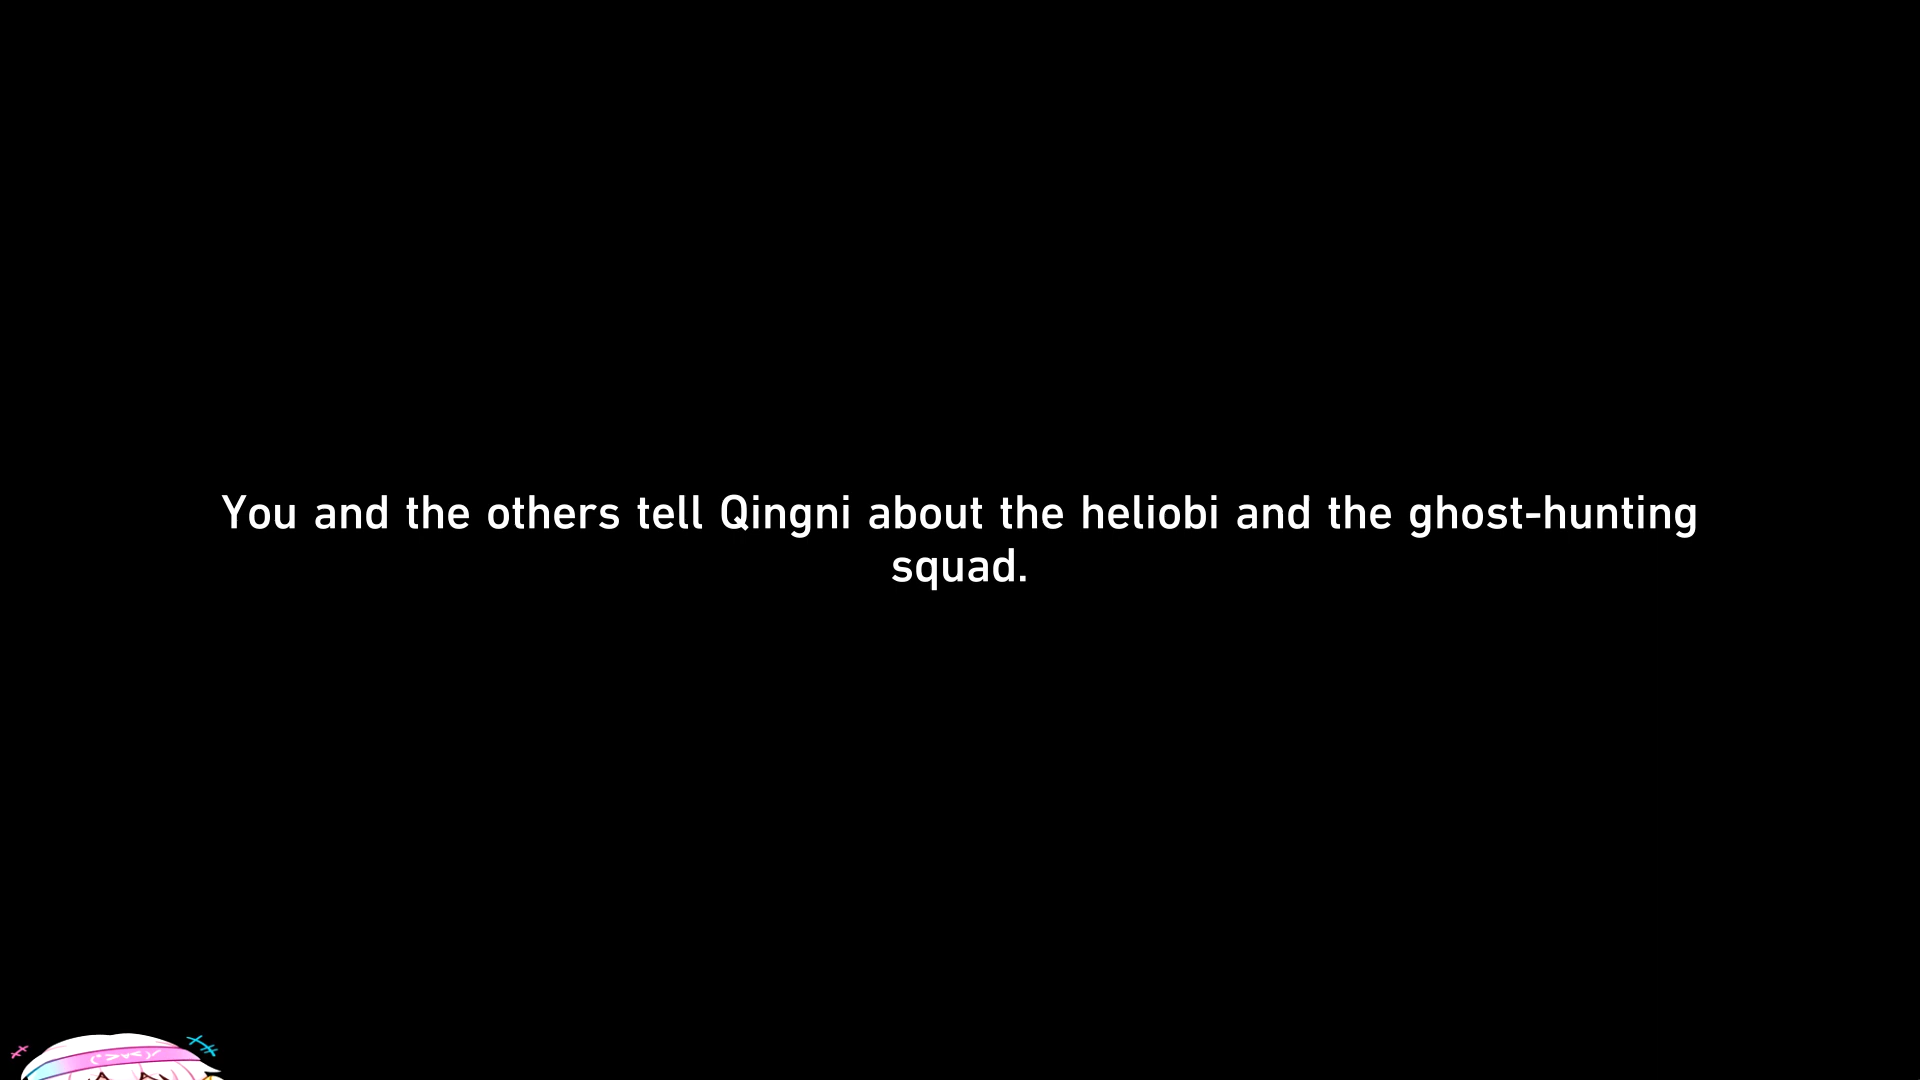 You and the others tell Qingni about the heliobi and the ghost-hunting
squad.